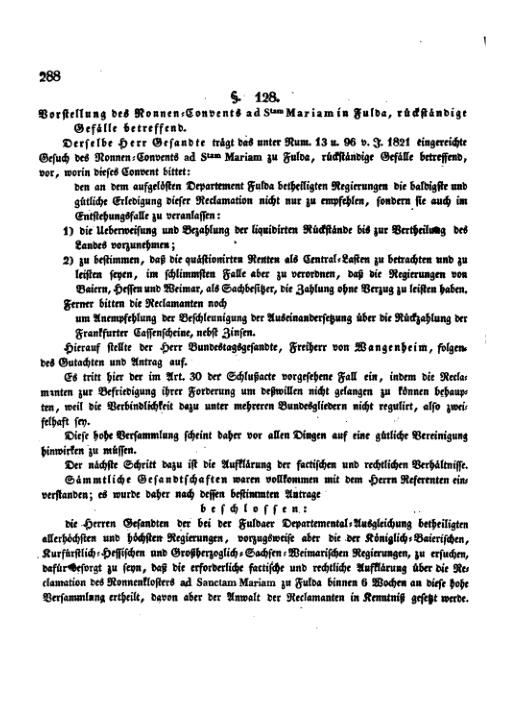 288
§. 128.
Vorstellung des Nonnen-Convents ad Stam Mariam in Fulda, rückständige
Gefälle betreffend.
Derselbe Herr Gesandte trägt das unter Num. 13 u. 96 v. J. 1821 eingereichte
Gesuch des Nonnen-Convents ad Stam Mariam zu Fulda, rückständige Gefälle betreffend,
vor, worin dieses Convent bittet:
den an dem aufgelösten Departement Fulda betheiligten Regierungen die baldigste und
gütliche Erledigung dieser Reclamation nicht nur zu empfehlen, sondern sie auch im
Entstehungsfalle zu veranlassen:
1) die Ueberweisung und Bezahlung der liquidirten Rückstände bis zur Vertheilung des
Landes vorzunehmen;
2) zu bestimmen, daß die quästionirten Renten als Central-Lasten zu betrachten und zu
leisten seyen, im schlimmsten Falle aber zu verordnen, daß die Regierungen von
Baiern, Hessen und Weimar, als Sachbesitzer, die Zahlung ohne Verzug zu leisten haben.
Ferner bitten die Reclamanten noch
um Anempfehlung der Beschleunigung der Auseinandersetzung über die Rückzahlung der
Frankfurter Cassenscheine, nebst Zinsen.
Hierauf stellte der Herr Bundestagsgesandte, Freiherr von Wangenheim, folgen-
des Gutachten und Antrag auf.
Es tritt hier der im Art. 30 der Schlußacte vorgesehene Fall ein, indem die Recla-
manten zur Befriedigung ihrer Forderung um deßwillen nicht gelangen zu können behaup-
ten, weil die Verbindlichkeit dazu unter mehreren Bundesgliedern nicht regulirt, also zwei-
felhaft sey.
Diese hohe Versammlung scheint daher vor allen Dingen auf eine gütliche Vereinigung
hinwirken zu müssen.
Der nächste Schritt dazu ist die Aufklärung der factischen und rechtlichen Verhältnisse.
Sämmtliche Gesandtschaften waren vollkommen mit dem Herrn Referenten ein-
verstanden; es wurde daher nach dessen bestimmten Antrage
beschlossen:
die Herren Gesandten der bei der Fuldaer Departemental-Ausgleichung betheiligten
allerhöchsten und höchsten Regierungen, vorzugsweise aber die der Königlich-Baierischen,
Kurfürstlich-Hessischen und Großherzoglich-Sachsen-Weimarischen Regierungen, zu ersuchen,
dafür besorgt zu seyn, daß die erforderliche factische und rechtliche Aufklärung über die Re-
clamation des Nonnenklosters ad Sanctam Mariam zu Fulda binnen 6 Wochen an diese hohe
Versammlung ertheilt, davon aber der Anwalt der Reclamanten in Kenntniß gesetzt werde.